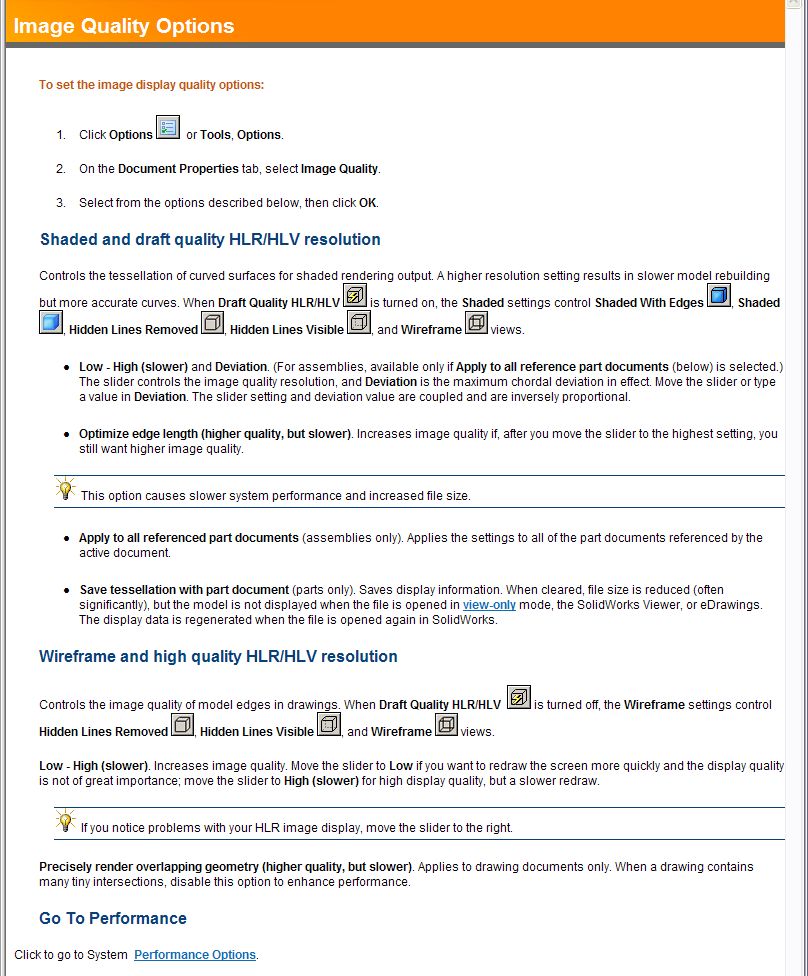 Image Quality Options
To set the image display quality options:
1. Click Options or Tools, Options.
2. On the Document Properties tab, select Image Quality.
3. Select from the options described below, then click OK.
Shaded and draft quality HLR/HLV resolution
Controls the tessellation of curved surfaces for shaded rendering output. A higher resolution setting results in slower model rebuilding
but more accurate curves. When Draft Quality HLR/HLV is turned on, the Shaded settings control Shaded With Edges , Shaded
, Hidden Lines Removed , Hidden Lines Visible , and Wireframe views.
• Low - High (slower) and Deviation. (For assemblies, available only if Apply to all reference part documents (below) is selected.)
The slider controls the image quality resolution, and Deviation is the maximum chordal deviation in effect. Move the slider or type
a value in Deviation. The slider setting and deviation value are coupled and are inversely proportional.
• Optimize edge length (higher quality, but slower). Increases image quality if, after you move the slider to the highest setting, you
still want higher image quality.
This option causes slower system performance and increased file size.
• Apply to all referenced part documents (assemblies only). Applies the settings to all of the part documents referenced by the
active document.
• Save tessellation with part document (parts only). Saves display information. When cleared, file size is reduced (often
significantly), but the model is not displayed when the file is opened in view-only mode, the SolidWorks Viewer, or eDrawings.
The display data is regenerated when the file is opened again in SolidWorks.
Wireframe and high quality HLR/HLV resolution
Controls the image quality of model edges in drawings. When Draft Quality HLR/HLV is turned off, the Wireframe settings control
Hidden Lines Removed , Hidden Lines Visible , and Wireframe views.
Low - High (slower). Increases image quality. Move the slider to Low if you want to redraw the screen more quickly and the display quality
is not of great importance; move the slider to High (slower) for high display quality, but a slower redraw.
If you notice problems with your HLR image display, move the slider to the right.
Precisely render overlapping geometry (higher quality, but slower). Applies to drawing documents only. When a drawing contains
many tiny intersections, disable this option to enhance performance.
Go To Performance
Click to go to System Performance Options.